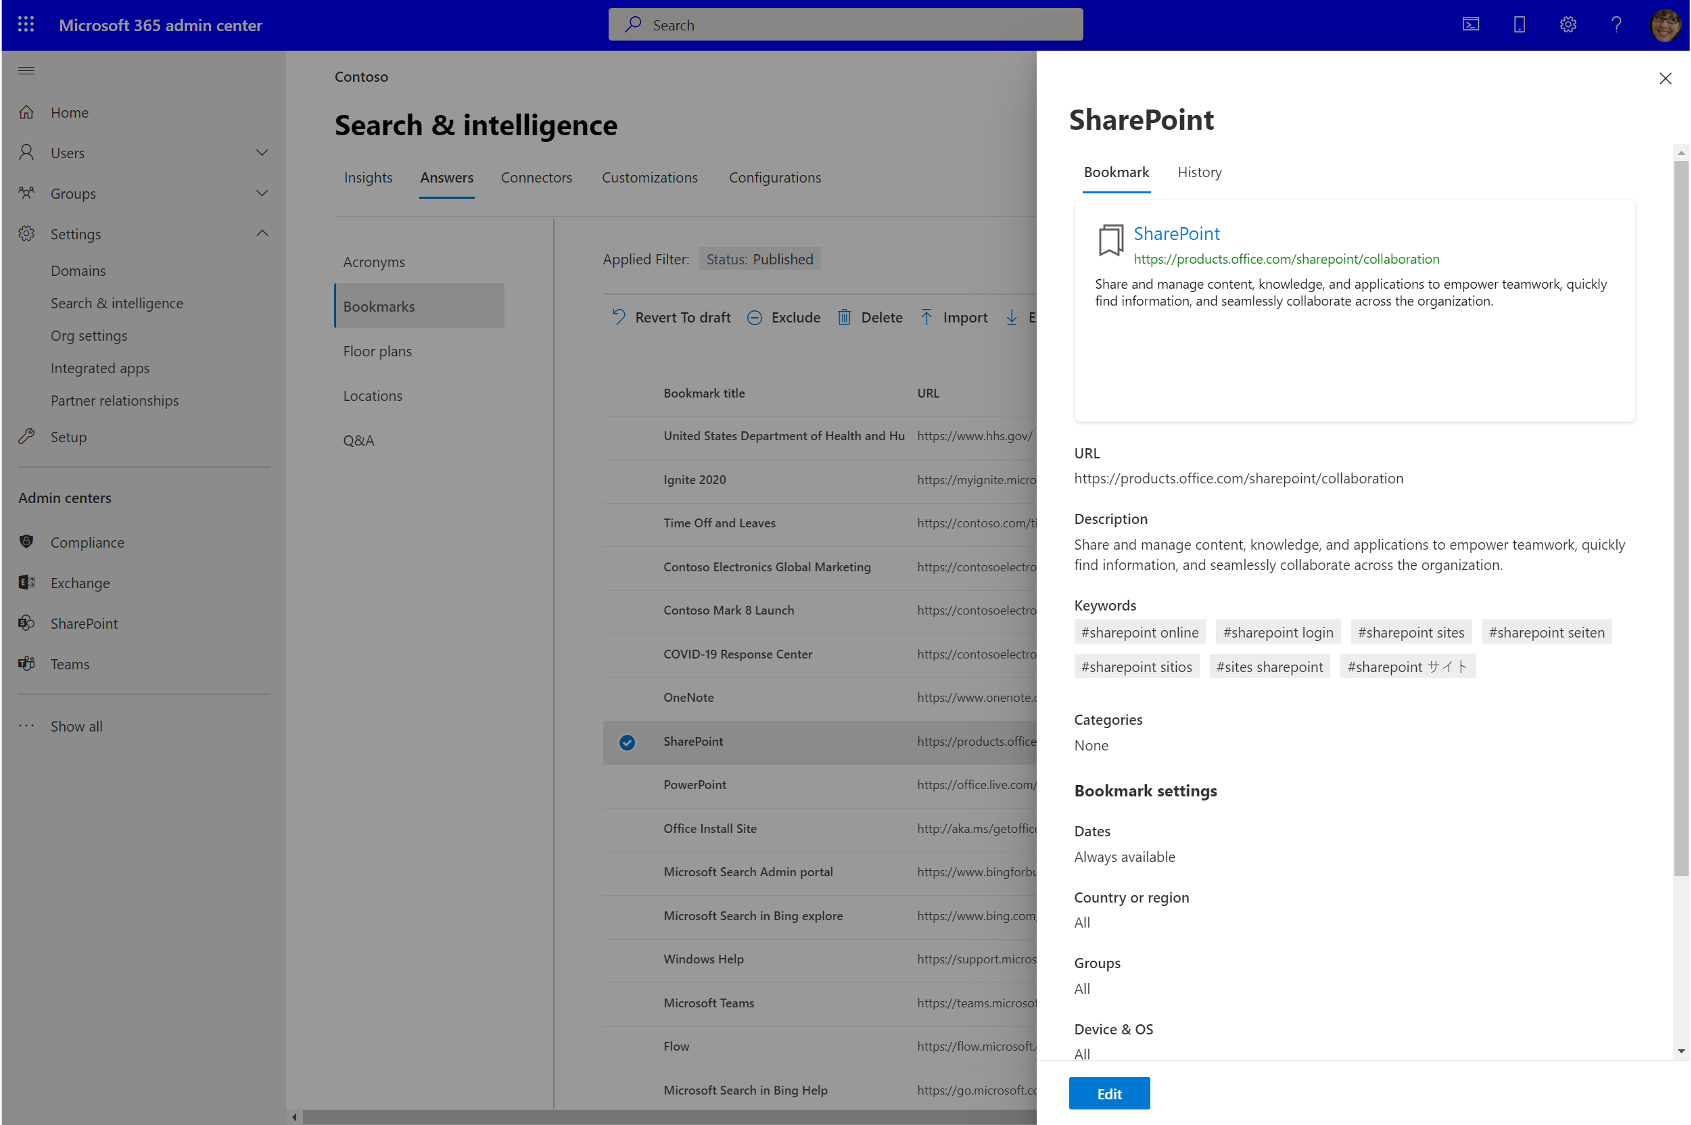 Microsoft 365 admin center
Search
Home
Users
Groups
Settings
Domains
Search & intelligence
Org settings
Integrated apps
Partner relationships
Setup
Admin centers
Compliance
Exchange
SharePoint
Teams
Show all
Contoso
Search & intelligence
Insights Answers Connectors Customizations Configurations
Acronyms
Bookmarks
Floor plans
Locations
Q&A
Applied Filter: Status: Published
Revert To draft Exclude Delete Import E
Bookmark title URL
United States Department of Health and Hu https://www.hhs.gov/
Ignite 2020 https://myignite.micro
Time Off and Leaves https://contoso.com/ti
Contoso Electronics Global Marketing https://contosoelectro
Contoso Mark 8 Launch https://contosoelectro
COVID-19 Response Center https://contosoelectro
OneNote https://www.onenote.c
SharePoint https://products.office
PowerPoint https://office.live.com/
Office Install Site http://aka.ms/getoffice
Microsoft Search Admin portal https://www.bingforbu
Microsoft Search in Bing explore https://www.bing.com,
Windows Help https://support.micros
Microsoft Teams https://teams.microsof
Flow https://flow.microsoft.
Microsoft Search in Bing Help https://go.microsoft.cc
SharePoint
Bookmark History
SharePoint
https://products.office.com/sharepoint/collaboration
Share and manage content, knowledge, and applications to empower teamwork, quickly
find information, and seamlessly collaborate across the organization.
URL
https://products.office.com/sharepoint/collaboration
Description
Share and manage content, knowledge, and applications to empower teamwork, quickly
find information, and seamlessly collaborate across the organization.
Keywords
#sharepoint online #sharepoint login #sharepoint sites #sharepoint seiten
#sharepoint sitios #sites sharepoint #sharepoint サイト
Categories
None
Bookmark settings
Dates
Always available
Country or region
All
Groups
All
Device & OS
All
Edit